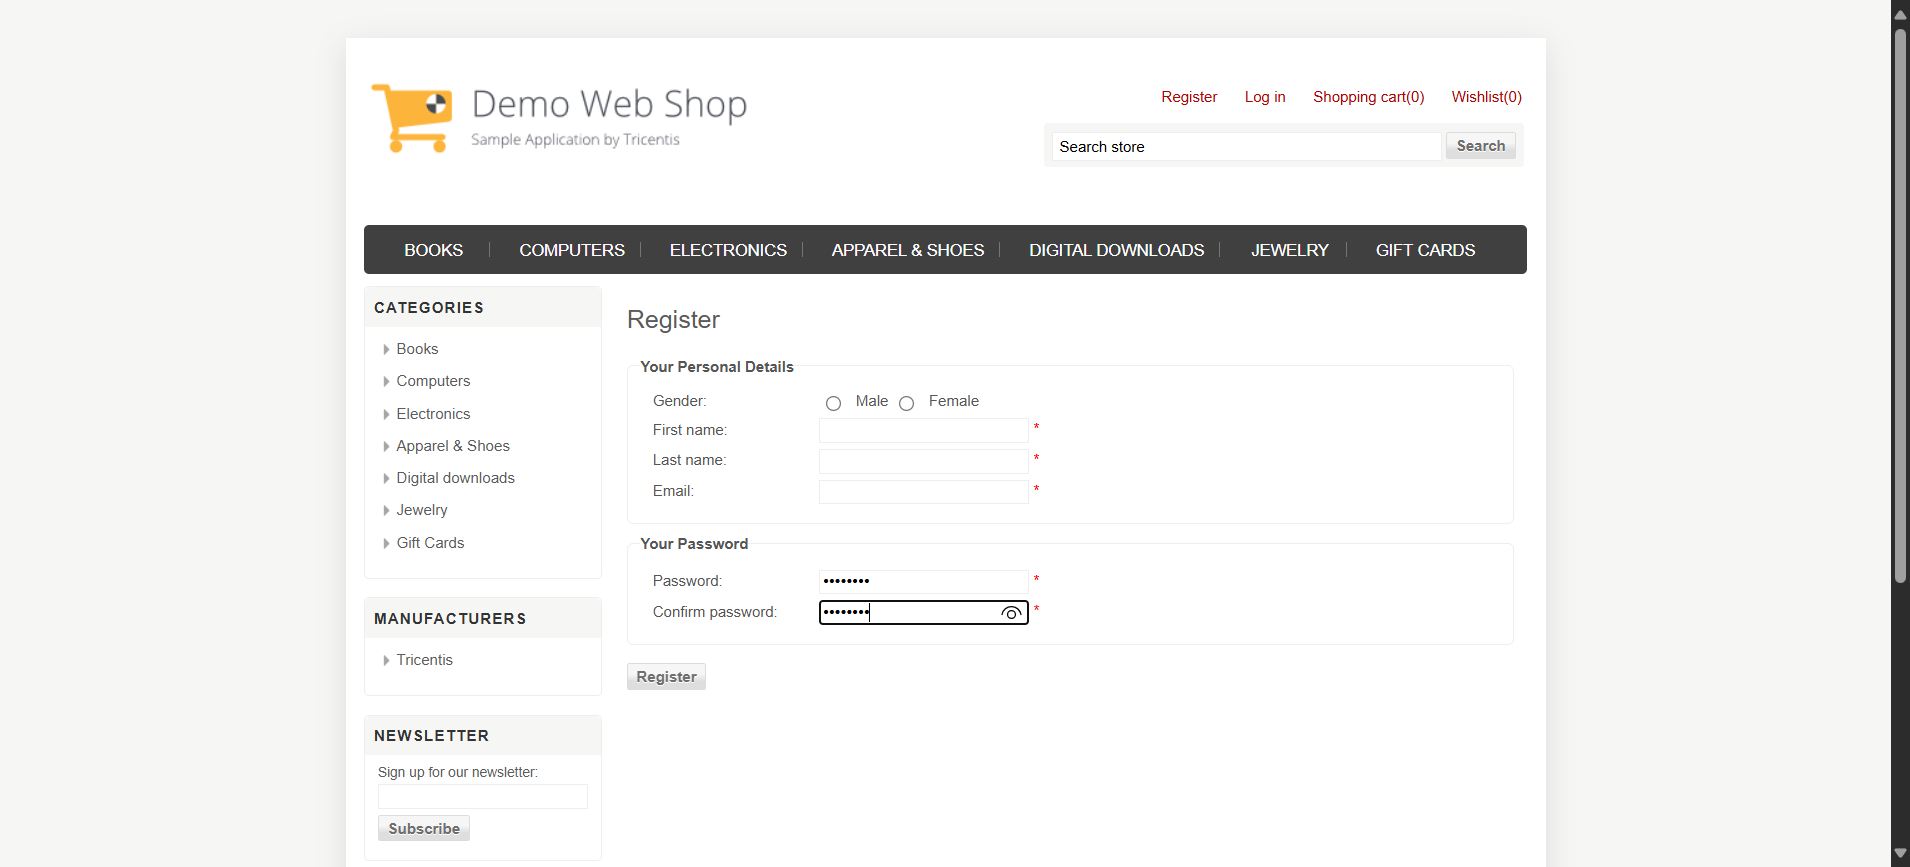 Demo Web Shop
Sample Application by Tricentis
Register Log in Shopping cart(0) Wishlist(0)
Search store Search
BOOKS COMPUTERS ELECTRONICS APPAREL & SHOES DIGITAL DOWNLOADS JEWELRY GIFT CARDS
CATEGORIES
Books
Computers
Electronics
Apparel & Shoes
Digital downloads
Jewelry
Gift Cards
MANUFACTURERS
Tricentis
NEWSLETTER
Sign up for our newsletter:
Subscribe
Register
Your Personal Details
Gender: Male Female
First name: *
Last name: *
Email: *
Your Password
Password: •••••••• *
Confirm password: •••••••• *
Register